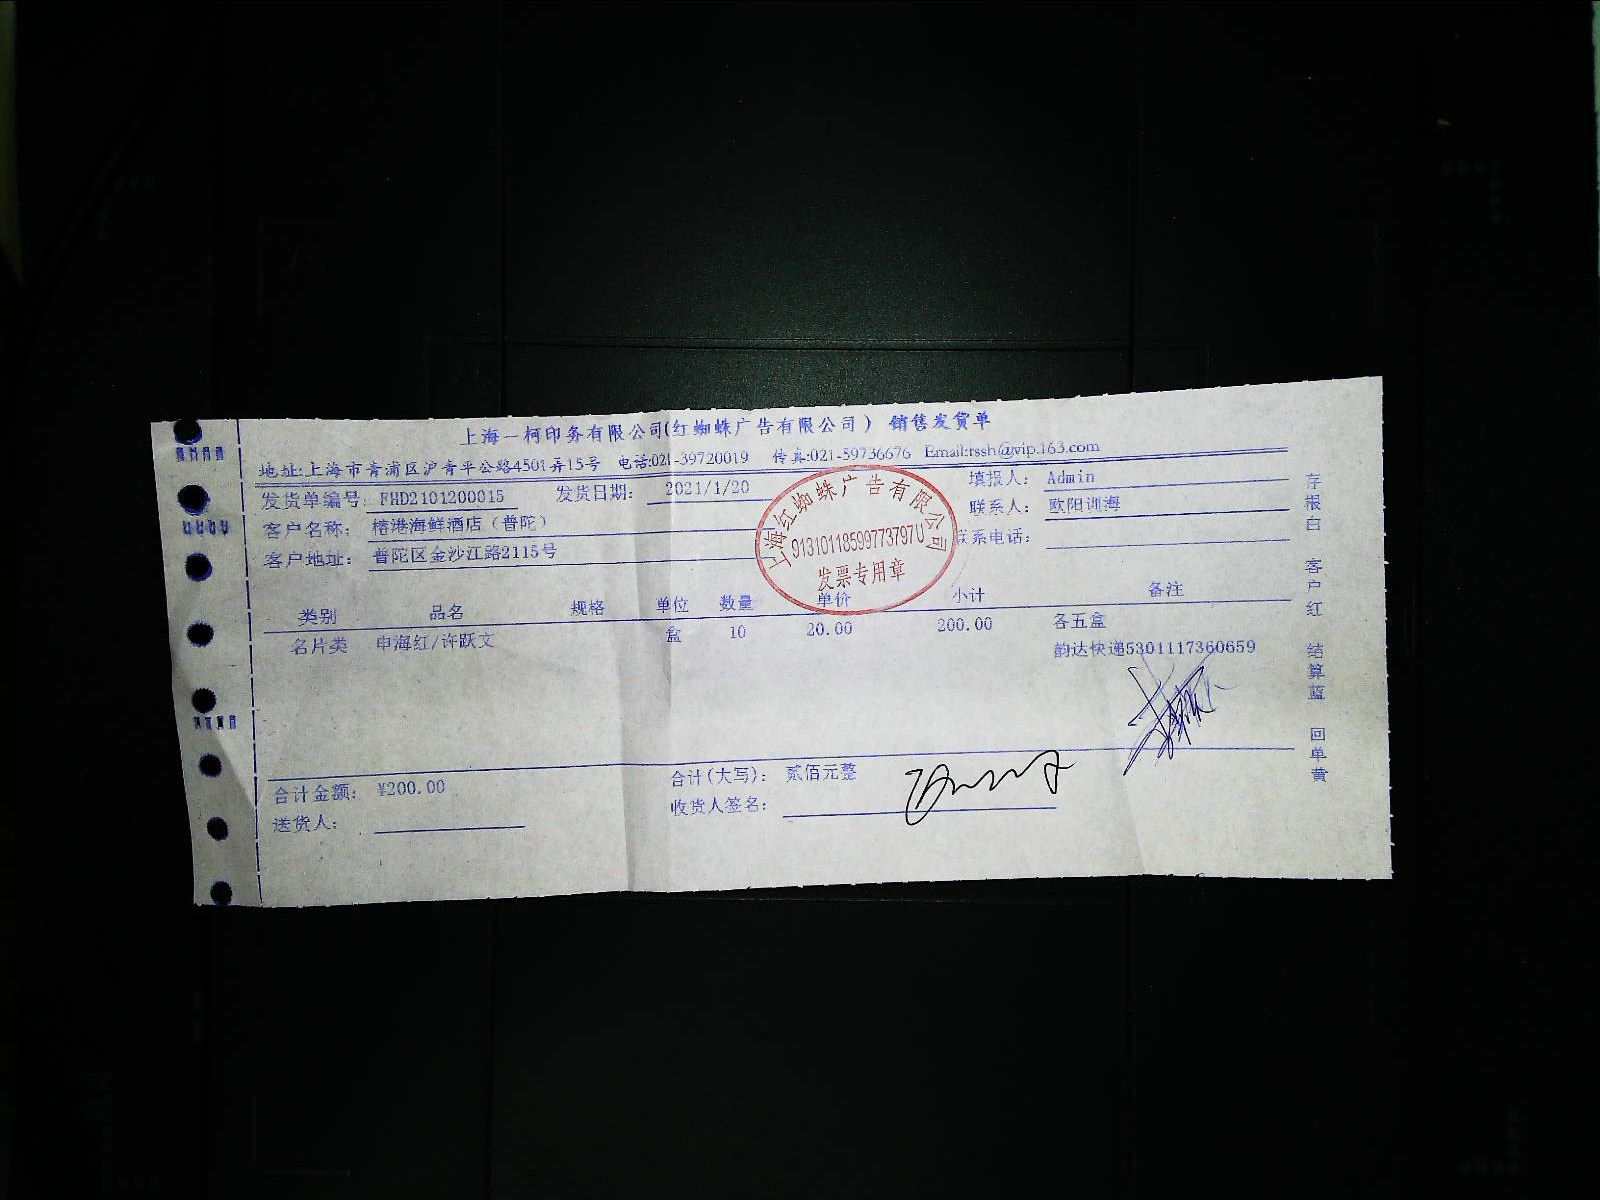 上海一柯印务有限公司(红蜘蛛广告有限公司) 销售发货单
地址:上海市青浦区沪青平公路4501弄15号 电话:021-39720019 传真:021-59736676 Email:rssh@vip.163.com
发货单编号: FHD2101200015 发货日期: 2021/1/20 填报人: Admin
客户名称: 榕港海鲜酒店(普陀) 联系人: 欧阳训海
客户地址: 普陀区金沙江路2115号 联系电话:
上海红蜘蛛广告有限公司
91310118599773797U
发票专用章
类别 品名 规格 单位 数量 单价 小计 备注
名片类 申海红/许跃文 盒 10 20.00 200.00 各五盒
韵达快递5301117360659
合计金额: ¥200.00 合计(大写): 贰佰元整
送货人: 收货人签名:
存根白 客户红 结算蓝 回单黄